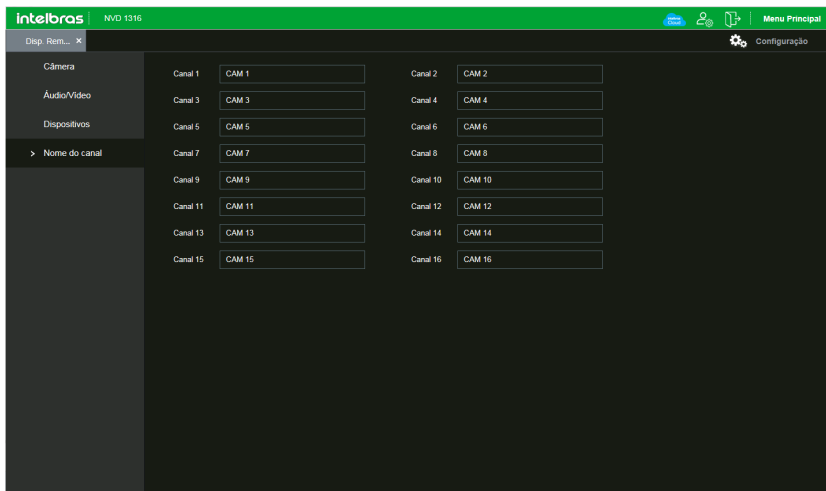 intelbras NVD 1316 Menu Principal
Disp. Rem... × Configuração
Câmera
Áudio/Vídeo
Dispositivos
> Nome do canal
Canal 1 CAM 1 Canal 2 CAM 2
Canal 3 CAM 3 Canal 4 CAM 4
Canal 5 CAM 5 Canal 6 CAM 6
Canal 7 CAM 7 Canal 8 CAM 8
Canal 9 CAM 9 Canal 10 CAM 10
Canal 11 CAM 11 Canal 12 CAM 12
Canal 13 CAM 13 Canal 14 CAM 14
Canal 15 CAM 15 Canal 16 CAM 16